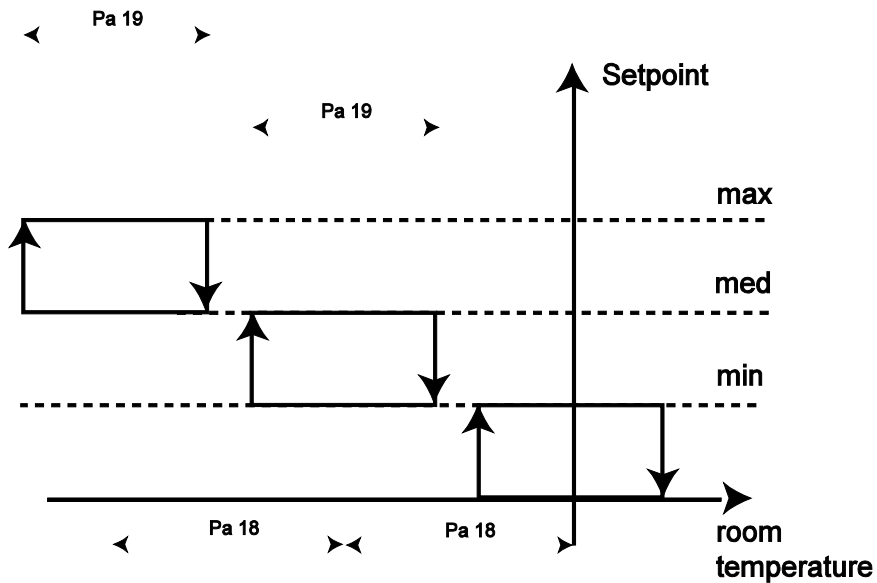 Pa 19
Setpoint
Pa 19
max
med
min
Pa 18
Pa 18
room
temperature